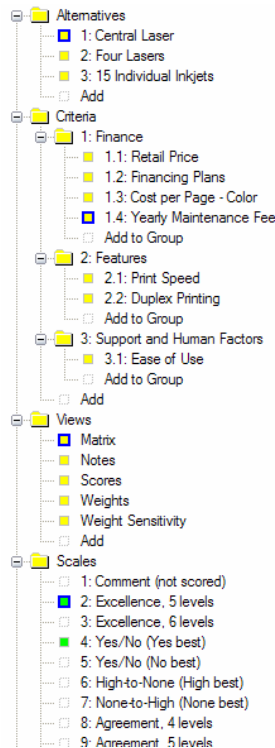 Alternatives
1: Central Laser
2: Four Lasers
3: 15 Individual Inkjets
Add
Criteria
1: Finance
1.1: Retail Price
1.2: Financing Plans
1.3: Cost per Page - Color
1.4: Yearly Maintenance Fee
Add to Group
2: Features
2.1: Print Speed
2.2: Duplex Printing
Add to Group
3: Support and Human Factors
3.1: Ease of Use
Add to Group
Add
Views
Matrix
Notes
Scores
Weights
Weight Sensitivity
Add
Scales
1: Comment (not scored)
2: Excellence, 5 levels
3: Excellence, 6 levels
4: Yes/No (Yes best)
5: Yes/No (No best)
6: High-to-None (High best)
7: None-to-High (None best)
8: Agreement, 4 levels
9: Agreement, 5 levels